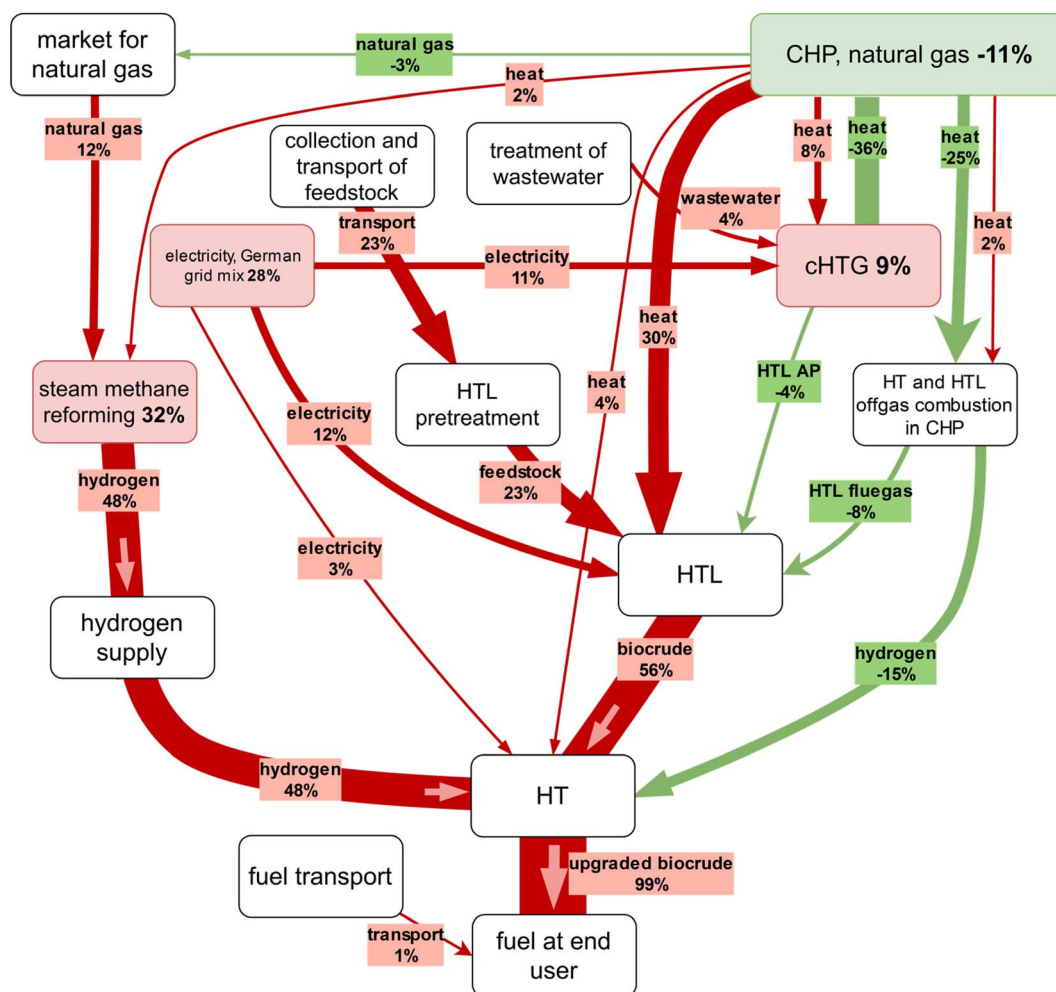 market for
natural gas
natural gas
-3%
CHP, natural gas -11%
heat
2%
natural gas
12%
collection and
transport of
feedstock
treatment of
wastewater
heat
8%
heat
-36%
heat
-25%
transport
23%
wastewater
4%
heat
2%
electricity, German
grid mix 28%
electricity
11%
cHTG 9%
heat
30%
steam methane
reforming 32%
HTL
pretreatment
heat
4%
HTL AP
-4%
HT and HTL
offgas combustion
in CHP
electricity
12%
hydrogen
48%
feedstock
23%
HTL fluegas
-8%
electricity
3%
HTL
hydrogen
supply
biocrude
56%
hydrogen
-15%
hydrogen
48%
HT
fuel transport
upgraded biocrude
99%
transport
1%
fuel at end
user